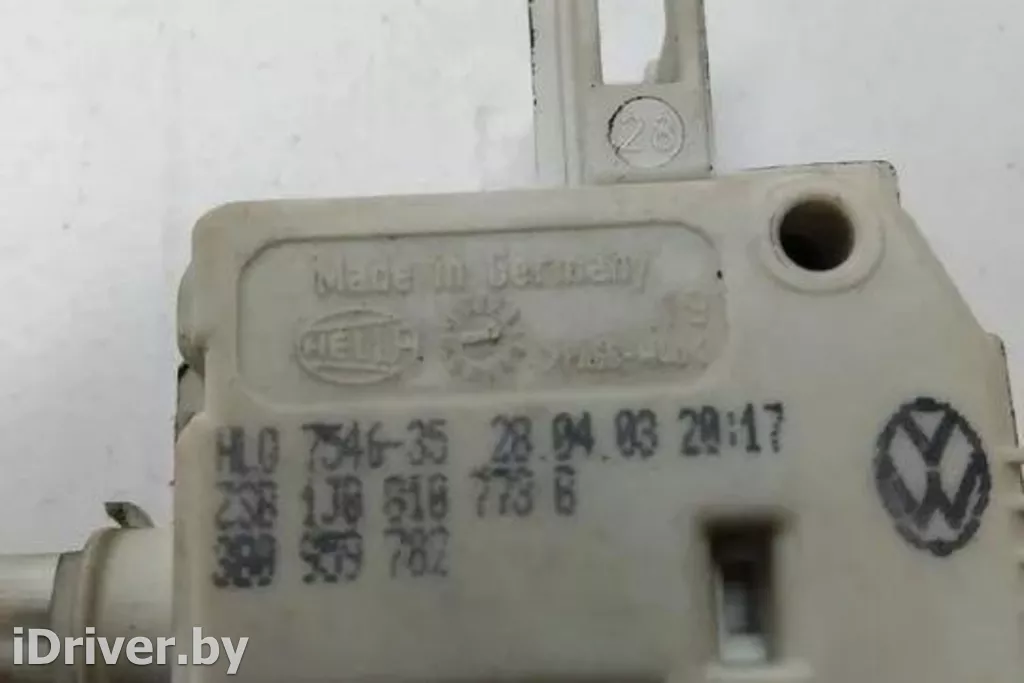 28
Made in Germany
HELLA
HLO 7546-35 28.04.03 20:17
ZSB 1J0 810 773 B
3B0 959 782
iDriver.by